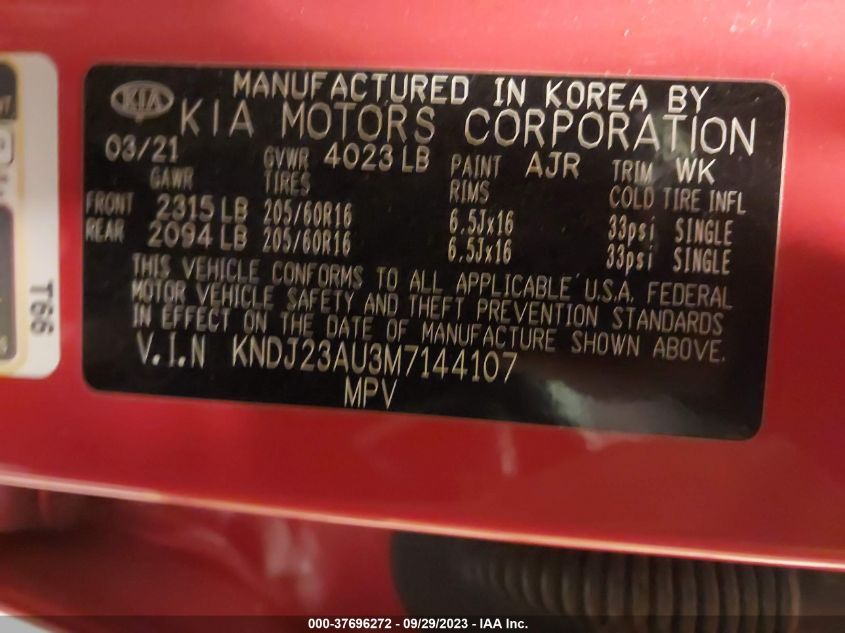 KIA
MANUFACTURED IN KOREA BY
KIA MOTORS CORPORATION
03/21 GVWR 4023 LB PAINT AJR TRIM WK
GAWR TIRES RIMS COLD TIRE INFL
FRONT 2315 LB 205/60R16 6.5Jx16 33psi SINGLE
REAR 2094 LB 205/60R16 6.5Jx16 33psi SINGLE
THIS VEHICLE CONFORMS TO ALL APPLICABLE U.S.A. FEDERAL
MOTOR VEHICLE SAFETY AND THEFT PREVENTION STANDARDS
IN EFFECT ON THE DATE OF MANUFACTURE SHOWN ABOVE.
V.I.N KNDJ23AU3M7144107
MPV
T66
000-37696272 / 09/29/2023 - IAA Inc.